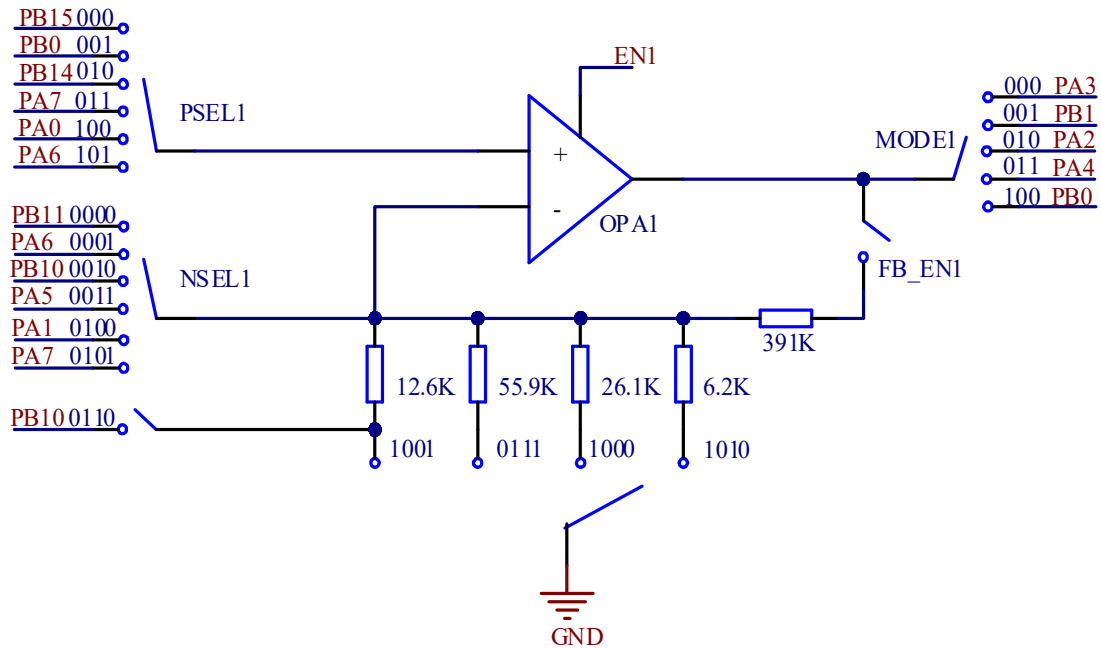 PB15 000
PB0 001
PB14 010
PA7 011
PA0 100
PA6 101
PSEL1
EN1
+
-
OPA1
MODE1
000 PA3
001 PB1
010 PA2
011 PA4
100 PB0
PB11 0000
PA6 0001
PB10 0010
PA5 0011
PA1 0100
PA7 0101
NSEL1
FB_EN1
391K
12.6K
55.9K
26.1K
6.2K
PB10 0110
1001
0111
1000
1010
GND